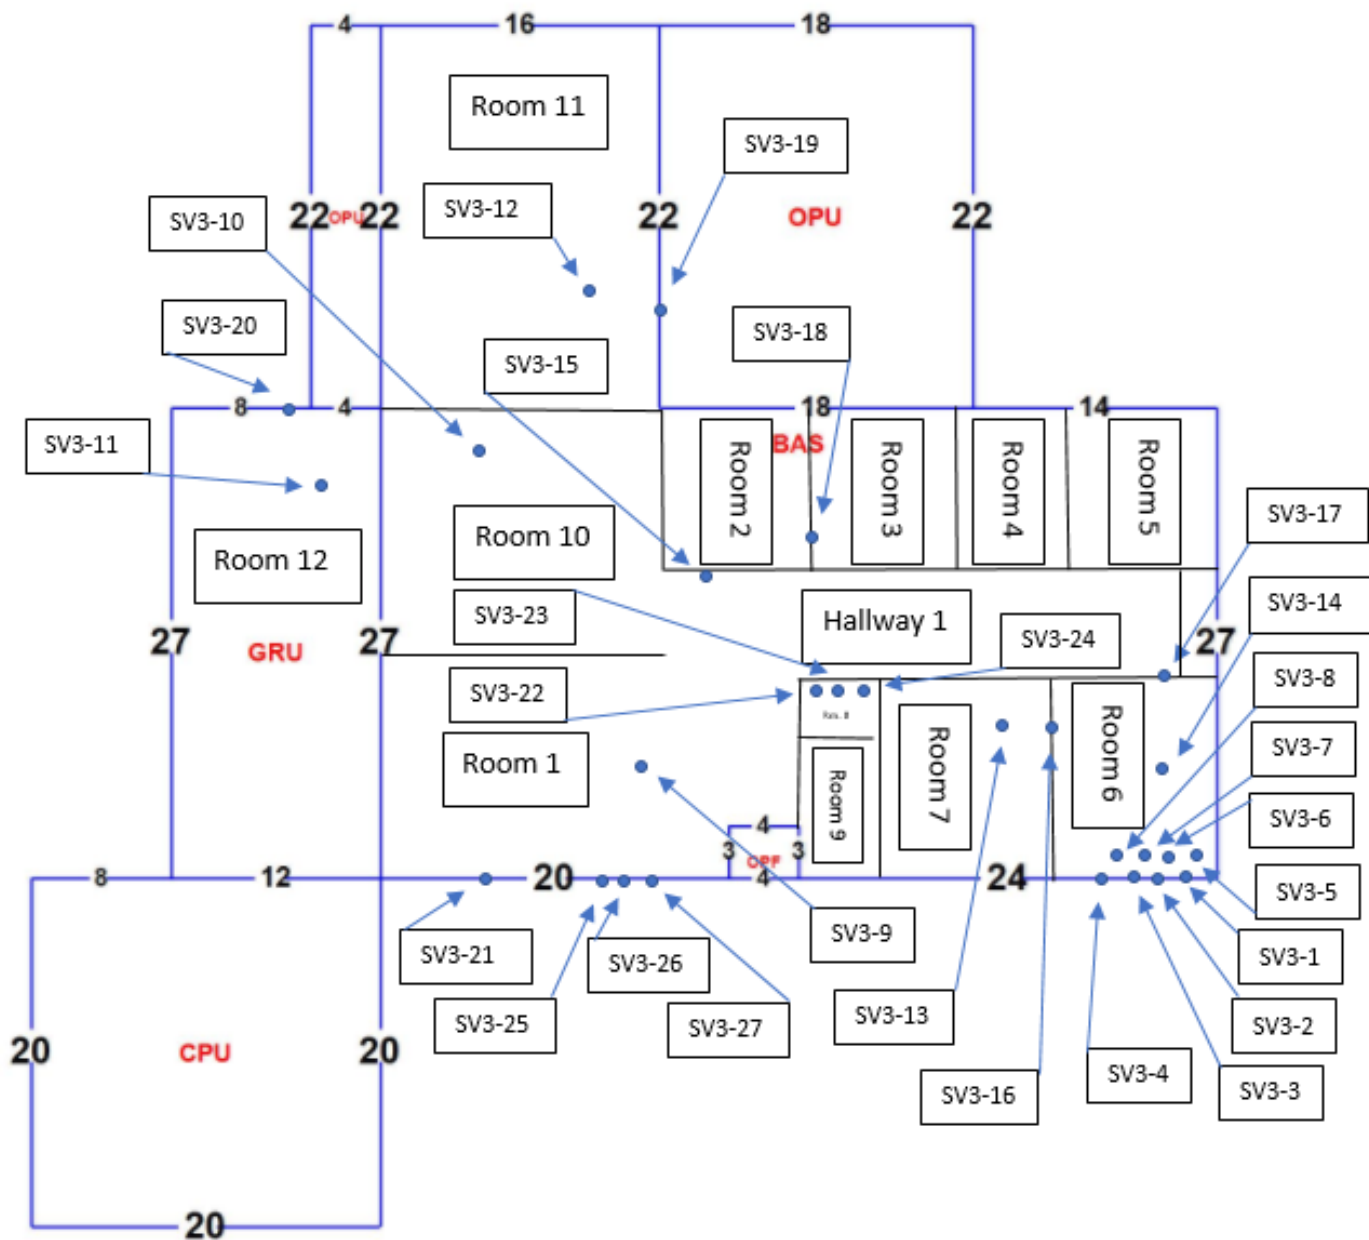 4
16
18
Room 11
SV3-19
SV3-12
SV3-10
22
OPU
22
22
OPU
22
SV3-20
SV3-18
SV3-15
8
4
18
14
BAS
SV3-11
Room 2
Room 3
Room 4
Room 5
SV3-17
Room 10
Room 12
SV3-14
SV3-23
Hallway 1
SV3-24
27
GRU
27
27
SV3-8
SV3-22
Room 7
Room 6
SV3-7
Room 1
Room 9
SV3-6
4
3
3
OPF
8
12
20
4
24
SV3-5
SV3-9
SV3-21
SV3-26
SV3-1
SV3-25
SV3-27
SV3-13
SV3-2
20
CPU
20
SV3-4
SV3-16
SV3-3
20